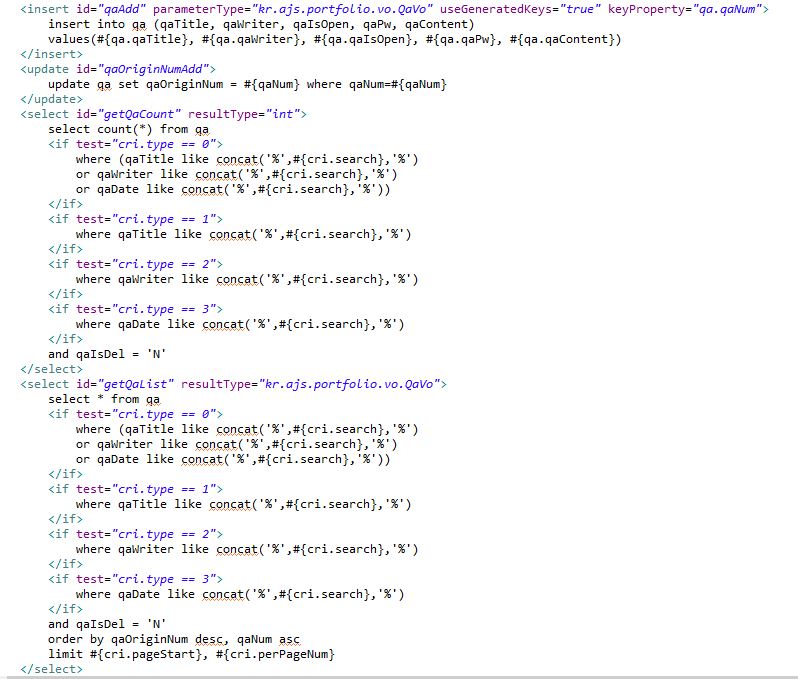 <insert id="qaAdd" parameterType="kr.ajs.portfolio.vo.QaVo" useGeneratedKeys="true" keyProperty="qa.qaNum">
    insert into qa (qaTitle, qaWriter, qaIsOpen, qaPw, qaContent)
    values(#{qa.qaTitle}, #{qa.qaWriter}, #{qa.qaIsOpen}, #{qa.qaPw}, #{qa.qaContent})
</insert>
<update id="qaOriginNumAdd">
    update qa set qaOriginNum = #{qaNum} where qaNum=#{qaNum}
</update>
<select id="getQaCount" resultType="int">
    select count(*) from qa
    <if test="cri.type == 0">
        where (qaTitle like concat('%',#{cri.search},'%')
        or qaWriter like concat('%',#{cri.search},'%')
        or qaDate like concat('%',#{cri.search},'%'))
    </if>
    <if test="cri.type == 1">
        where qaTitle like concat('%',#{cri.search},'%')
    </if>
    <if test="cri.type == 2">
        where qaWriter like concat('%',#{cri.search},'%')
    </if>
    <if test="cri.type == 3">
        where qaDate like concat('%',#{cri.search},'%')
    </if>
    and qaIsDel = 'N'
</select>
<select id="getQaList" resultType="kr.ajs.portfolio.vo.QaVo">
    select * from qa
    <if test="cri.type == 0">
        where (qaTitle like concat('%',#{cri.search},'%')
        or qaWriter like concat('%',#{cri.search},'%')
        or qaDate like concat('%',#{cri.search},'%'))
    </if>
    <if test="cri.type == 1">
        where qaTitle like concat('%',#{cri.search},'%')
    </if>
    <if test="cri.type == 2">
        where qaWriter like concat('%',#{cri.search},'%')
    </if>
    <if test="cri.type == 3">
        where qaDate like concat('%',#{cri.search},'%')
    </if>
    and qaIsDel = 'N'
    order by qaOriginNum desc, qaNum asc
    limit #{cri.pageStart}, #{cri.perPageNum}
</select>